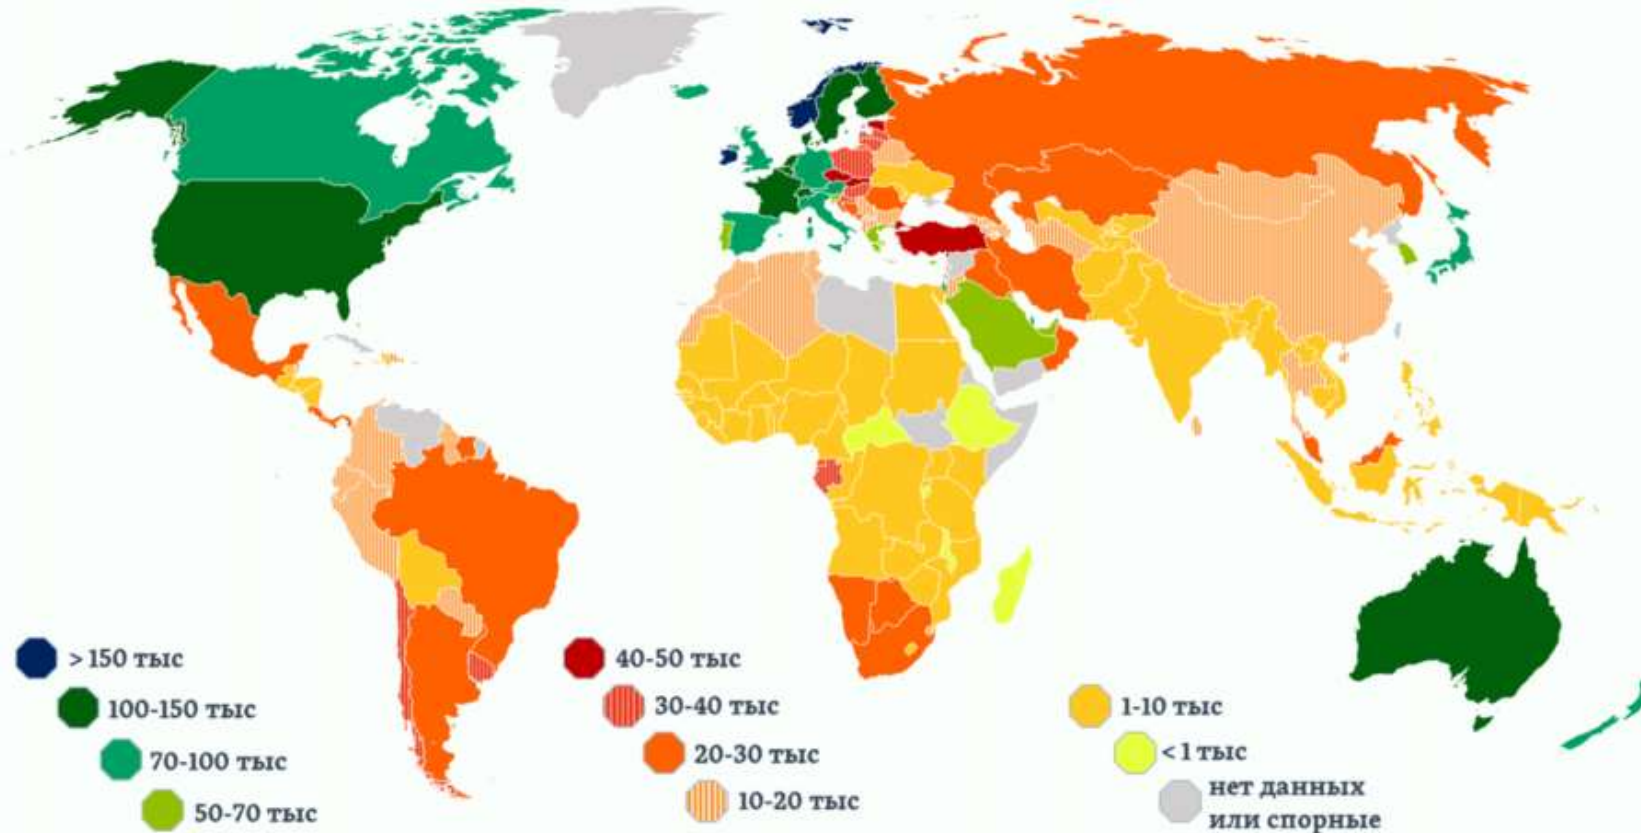 > 150 тыс
100-150 тыс
70-100 тыс
50-70 тыс
40-50 тыс
30-40 тыс
20-30 тыс
10-20 тыс
1-10 тыс
< 1 тыс
нет данных
или спорные